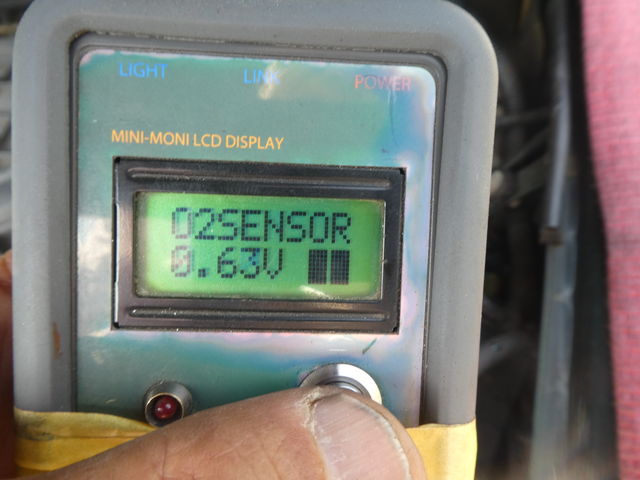 LIGHT LINK POWER
MINI-MONI LCD DISPLAY
O2SENSOR
0.63V